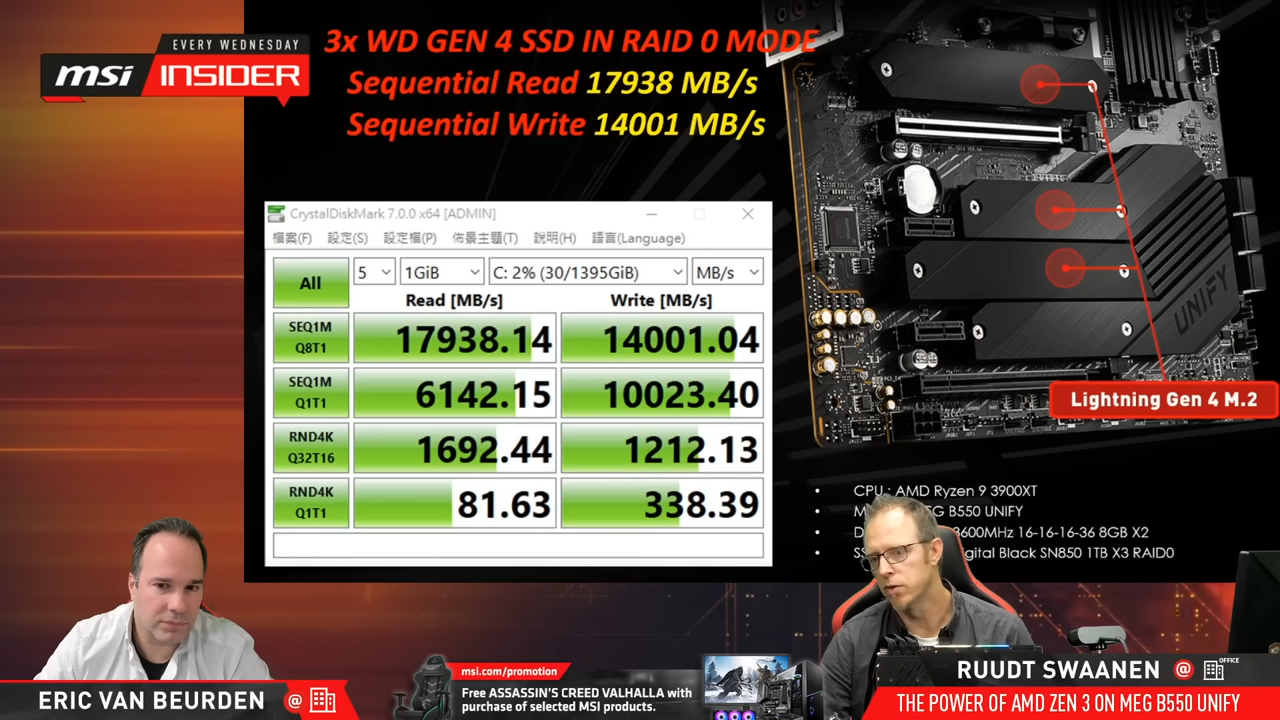 EVERY WEDNESDAY
msi INSIDER
3x WD GEN 4 SSD IN RAID 0 MODE
Sequential Read 17938 MB/s
Sequential Write 14001 MB/s
CrystalDiskMark 7.0.0 x64 [ADMIN]
檔案(F) 設定(S) 設定檔(P) 佈景主題(T) 說明(H) 語言(Language)
All 5 1GiB C: 2% (30/1395GiB) MB/s
Read [MB/s] Write [MB/s]
SEQ1M
Q8T1
17938.14 14001.04
SEQ1M
Q1T1
6142.15 10023.40
RND4K
Q32T16
1692.44 1212.13
RND4K
Q1T1
81.63 338.39
UNIFY
Lightning Gen 4 M.2
• CPU : AMD Ryzen 9 3900XT
• EG B550 UNIFY
• 3600MHz 16-16-16-36 8GB X2
• Black SN850 1TB X3 RAID0
ERIC VAN BEURDEN @
msi.com/promotion
Free ASSASSIN'S CREED VALHALLA with
purchase of selected MSI products.
RUUDT SWAANEN @ OFFICE
THE POWER OF AMD ZEN 3 ON MEG B550 UNIFY